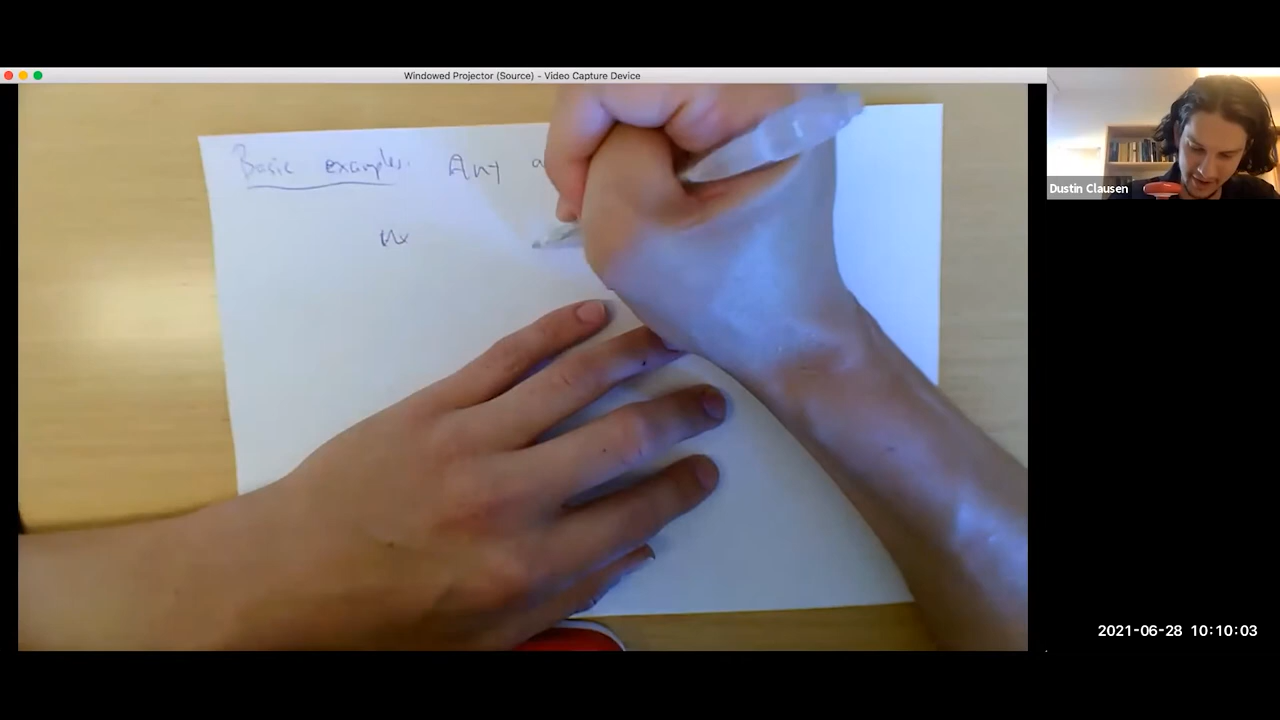 Windowed Projector (Source) - Video Capture Device
Dustin Clausen
Basic examples. Any a
2021-06-28 10:10:03